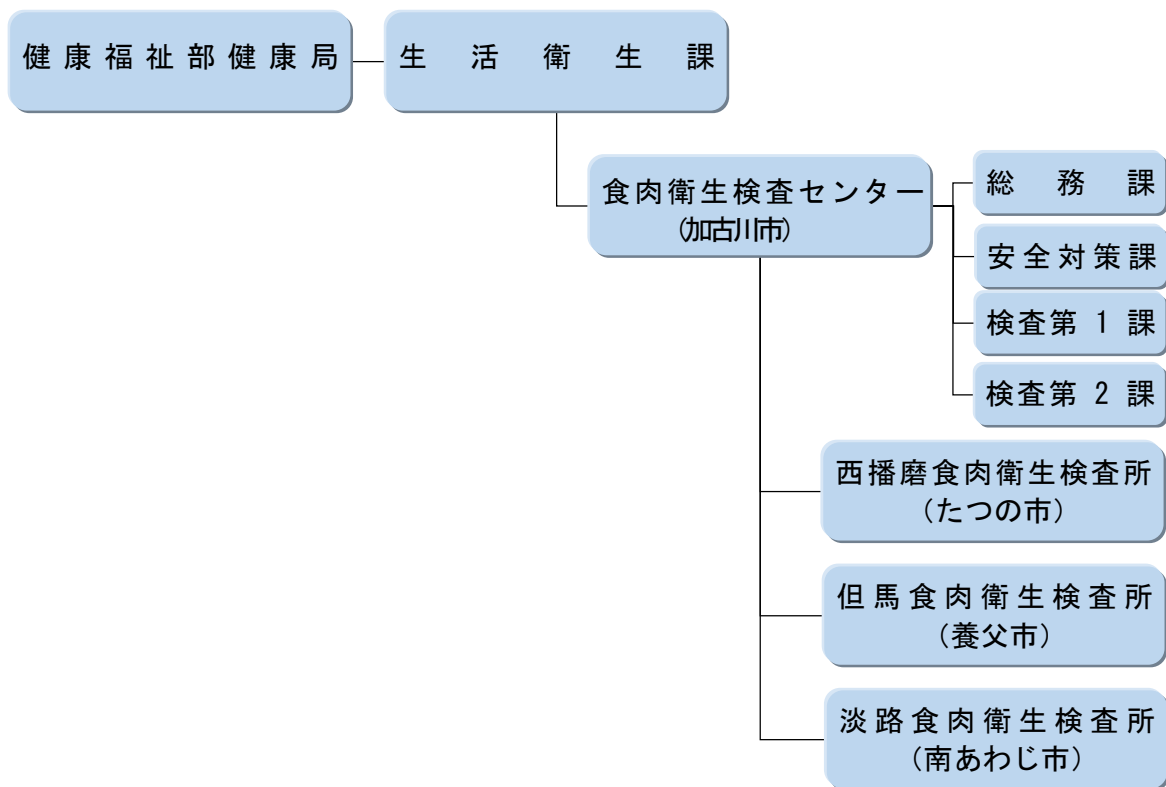 健康福祉部健康局
生活衛生課
食肉衛生検査センター
(加古川市)
総務課
安全対策課
検査第1課
検査第2課
西播磨食肉衛生検査所
(たつの市)
但馬食肉衛生検査所
(養父市)
淡路食肉衛生検査所
(南あわじ市)